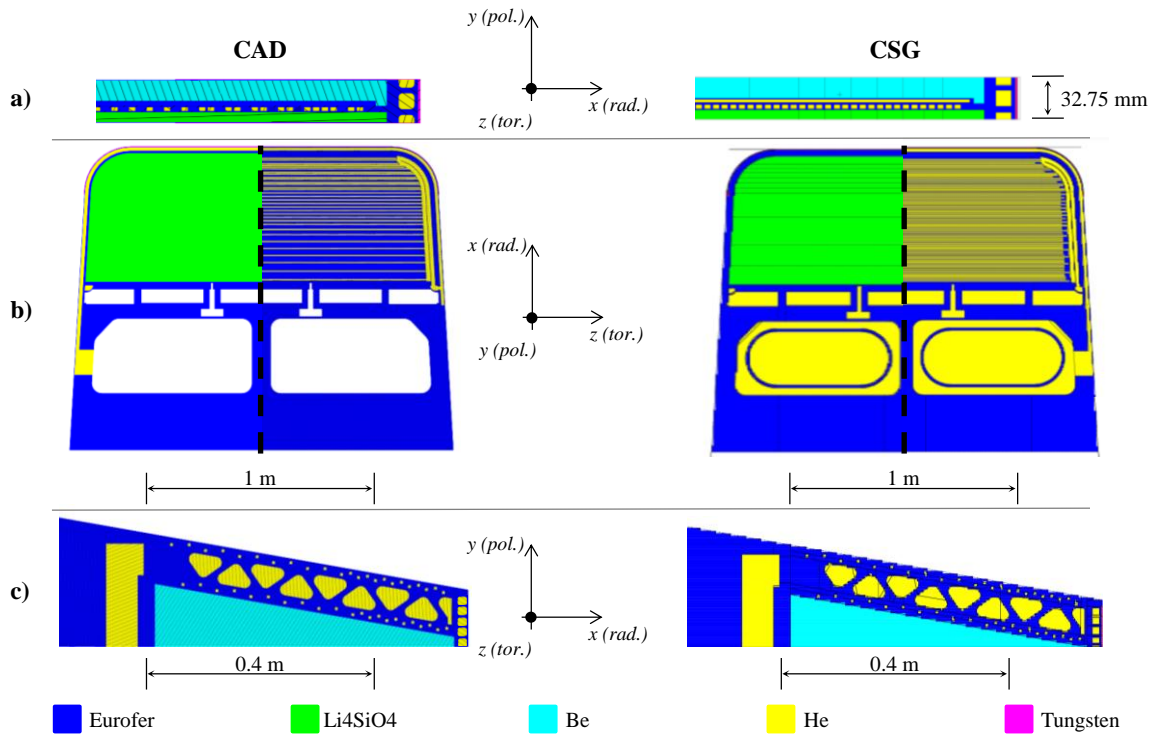 CAD
CSG
a)
y (pol.)
x (rad.)
z (tor.)
32.75 mm
b)
x (rad.)
z (tor.)
y (pol.)
1 m
1 m
c)
y (pol.)
x (rad.)
z (tor.)
0.4 m
0.4 m
Eurofer Li4SiO4 Be He Tungsten